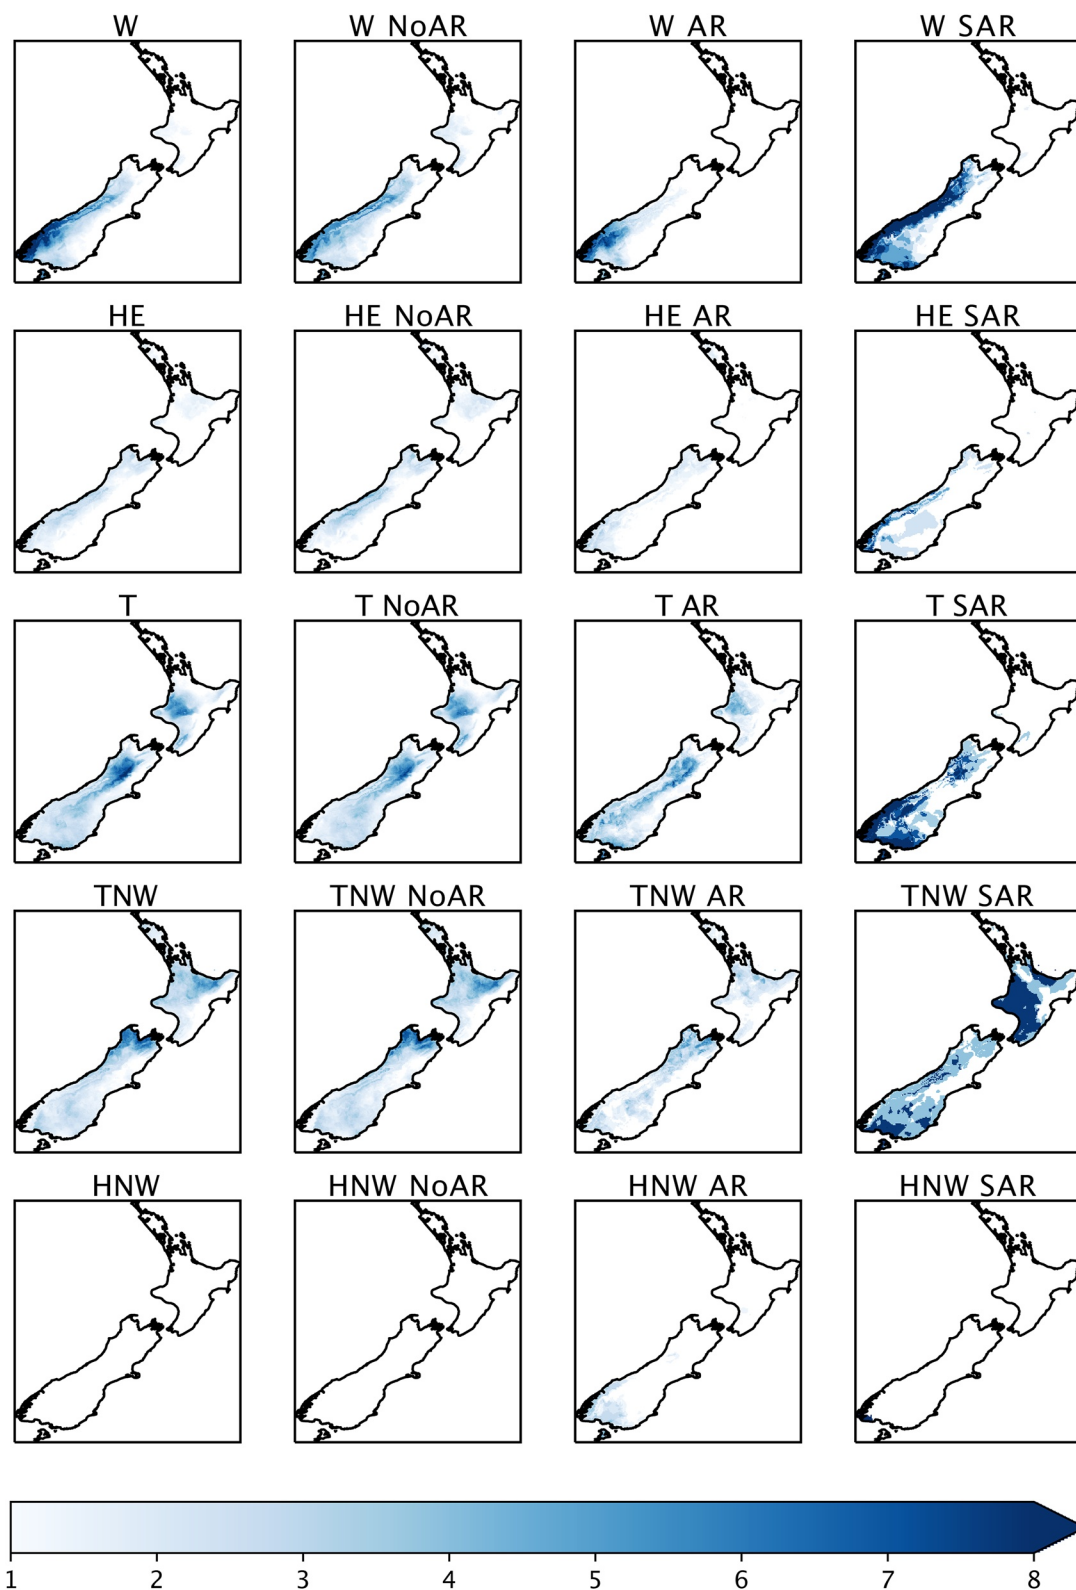 W W NoAR W AR W SAR
HE HE NoAR HE AR HE SAR
T T NoAR T AR T SAR
TNW TNW NoAR TNW AR TNW SAR
HNW HNW NoAR HNW AR HNW SAR
1 2 3 4 5 6 7 8